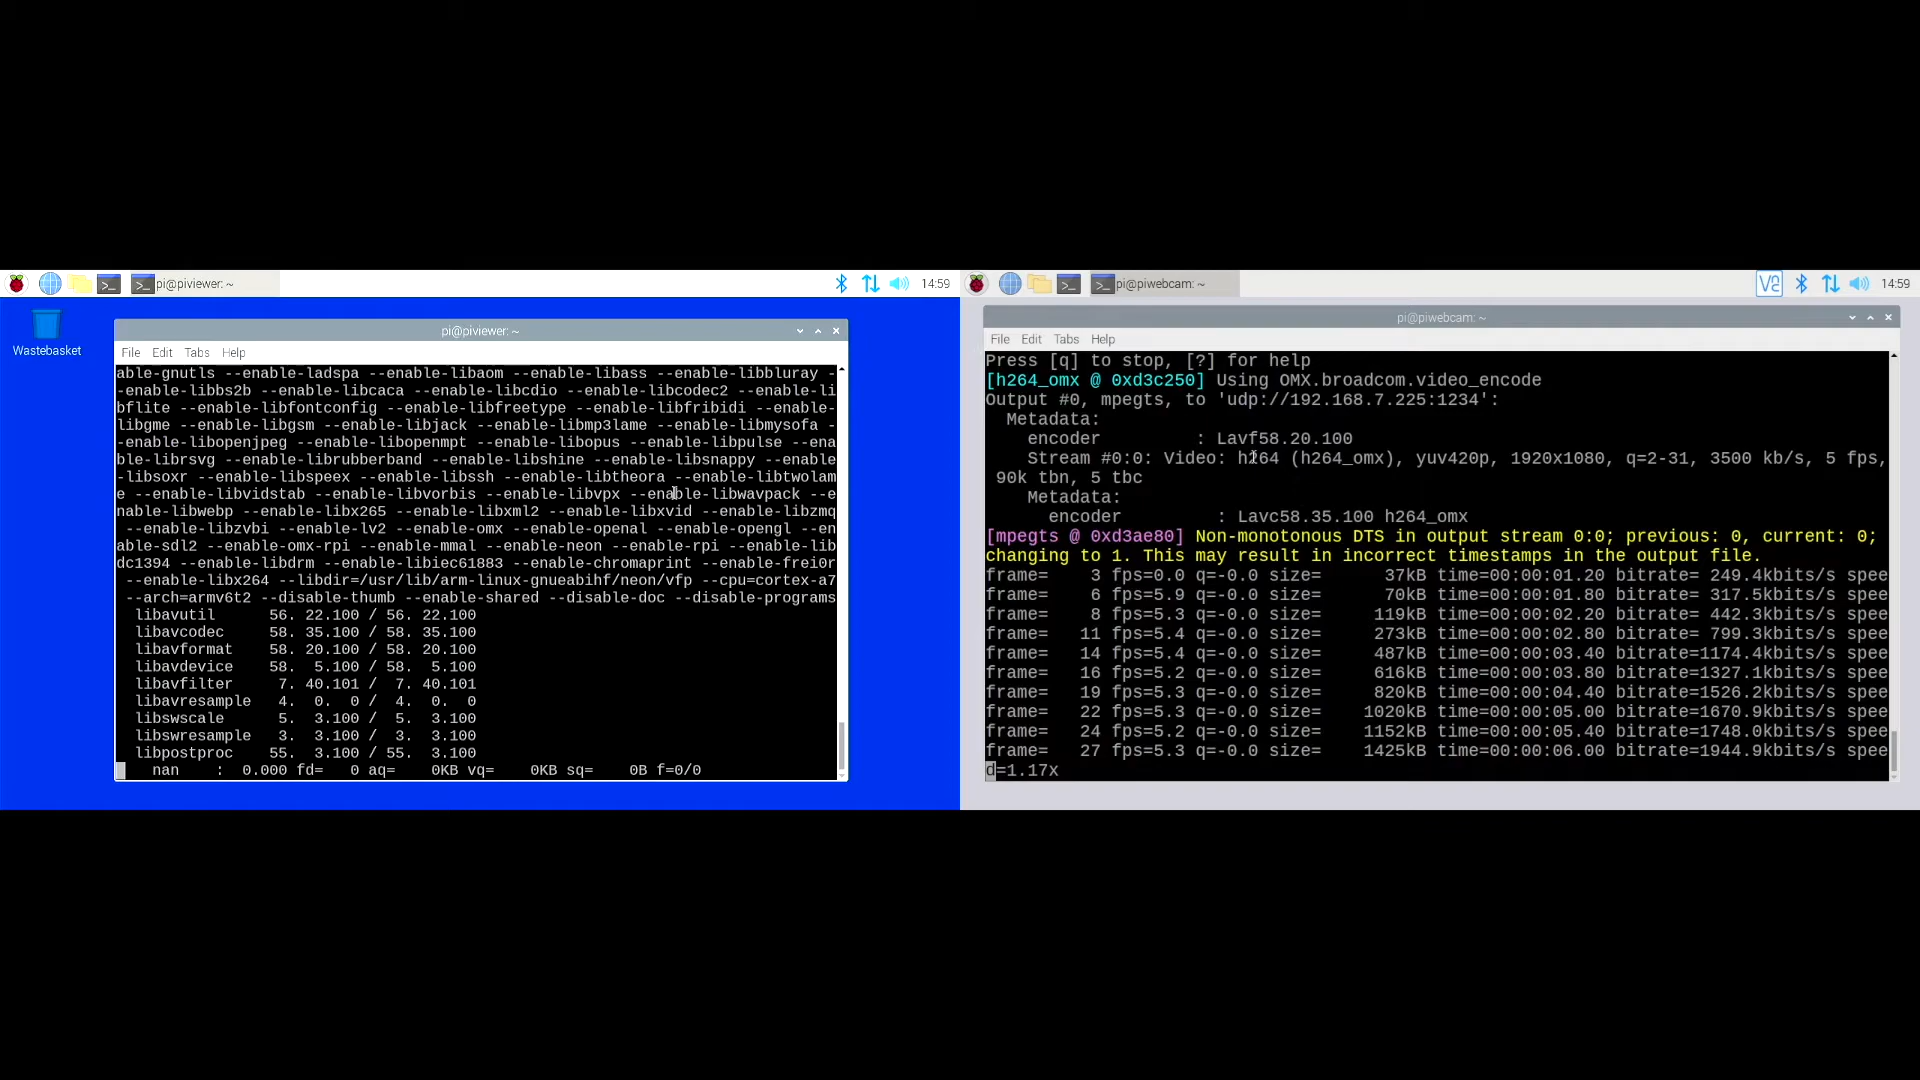 pi@piviewer: ~
14:59
Wastebasket
pi@piviewer: ~
File Edit Tabs Help
able-gnutls --enable-ladspa --enable-libaom --enable-libass --enable-libbluray -
-enable-libbs2b --enable-libcaca --enable-libcdio --enable-libcodec2 --enable-li
bflite --enable-libfontconfig --enable-libfreetype --enable-libfribidi --enable-
libgme --enable-libgsm --enable-libjack --enable-libmp3lame --enable-libmysofa -
-enable-libopenjpeg --enable-libopenmpt --enable-libopus --enable-libpulse --ena
ble-librsvg --enable-librubberband --enable-libshine --enable-libsnappy --enable
-libsoxr --enable-libspeex --enable-libssh --enable-libtheora --enable-libtwolam
e --enable-libvidstab --enable-libvorbis --enable-libvpx --enable-libwavpack --e
nable-libwebp --enable-libx265 --enable-libxml2 --enable-libxvid --enable-libzmq
--enable-libzvbi --enable-lv2 --enable-omx --enable-openal --enable-opengl --en
able-sdl2 --enable-omx-rpi --enable-mmal --enable-neon --enable-rpi --enable-lib
dc1394 --enable-libdrm --enable-libiec61883 --enable-chromaprint --enable-frei0r
--enable-libx264 --libdir=/usr/lib/arm-linux-gnueabihf/neon/vfp --cpu=cortex-a7
--arch=armv6t2 --disable-thumb --enable-shared --disable-doc --disable-programs
libavutil 56. 22.100 / 56. 22.100
libavcodec 58. 35.100 / 58. 35.100
libavformat 58. 20.100 / 58. 20.100
libavdevice 58. 5.100 / 58. 5.100
libavfilter 7. 40.101 / 7. 40.101
libavresample 4. 0. 0 / 4. 0. 0
libswscale 5. 3.100 / 5. 3.100
libswresample 3. 3.100 / 3. 3.100
libpostproc 55. 3.100 / 55. 3.100
nan : 0.000 fd= 0 aq= 0KB vq= 0KB sq= 0B f=0/0
pi@piwebcam: ~
14:59
pi@piwebcam: ~
File Edit Tabs Help
Press [q] to stop, [?] for help
[h264_omx @ 0xd3c250] Using OMX.broadcom.video_encode
Output #0, mpegts, to 'udp://192.168.7.225:1234':
Metadata:
encoder : Lavf58.20.100
Stream #0:0: Video: h264 (h264_omx), yuv420p, 1920x1080, q=2-31, 3500 kb/s, 5 fps,
90k tbn, 5 tbc
Metadata:
encoder : Lavc58.35.100 h264_omx
[mpegts @ 0xd3ae80] Non-monotonous DTS in output stream 0:0; previous: 0, current: 0;
changing to 1. This may result in incorrect timestamps in the output file.
frame= 3 fps=0.0 q=-0.0 size= 37kB time=00:00:01.20 bitrate= 249.4kbits/s spee
frame= 6 fps=5.9 q=-0.0 size= 70kB time=00:00:01.80 bitrate= 317.5kbits/s spee
frame= 8 fps=5.3 q=-0.0 size= 119kB time=00:00:02.20 bitrate= 442.3kbits/s spee
frame= 11 fps=5.4 q=-0.0 size= 273kB time=00:00:02.80 bitrate= 799.3kbits/s spee
frame= 14 fps=5.4 q=-0.0 size= 487kB time=00:00:03.40 bitrate=1174.4kbits/s spee
frame= 16 fps=5.2 q=-0.0 size= 616kB time=00:00:03.80 bitrate=1327.1kbits/s spee
frame= 19 fps=5.3 q=-0.0 size= 820kB time=00:00:04.40 bitrate=1526.2kbits/s spee
frame= 22 fps=5.3 q=-0.0 size= 1020kB time=00:00:05.00 bitrate=1670.9kbits/s spee
frame= 24 fps=5.2 q=-0.0 size= 1152kB time=00:00:05.40 bitrate=1748.0kbits/s spee
frame= 27 fps=5.3 q=-0.0 size= 1425kB time=00:00:06.00 bitrate=1944.9kbits/s spee
d=1.17x